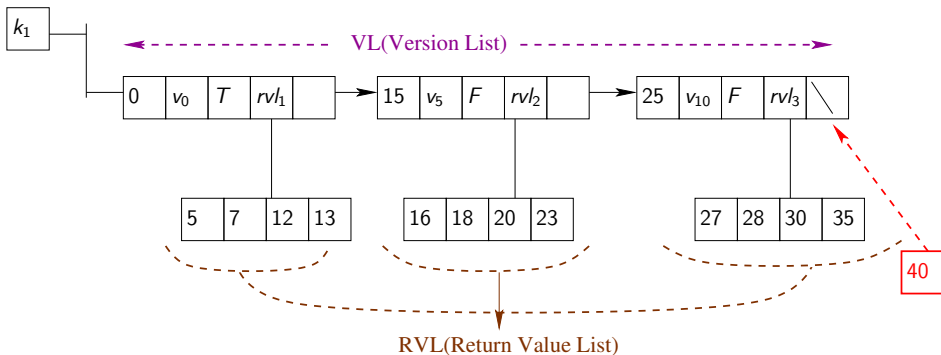 k₁
VL(Version List)
0 v₀ T rvl₁
15 v₅ F rvl₂
25 v₁₀ F rvl₃
5 7 12 13
16 18 20 23
27 28 30 35
40
RVL(Return Value List)